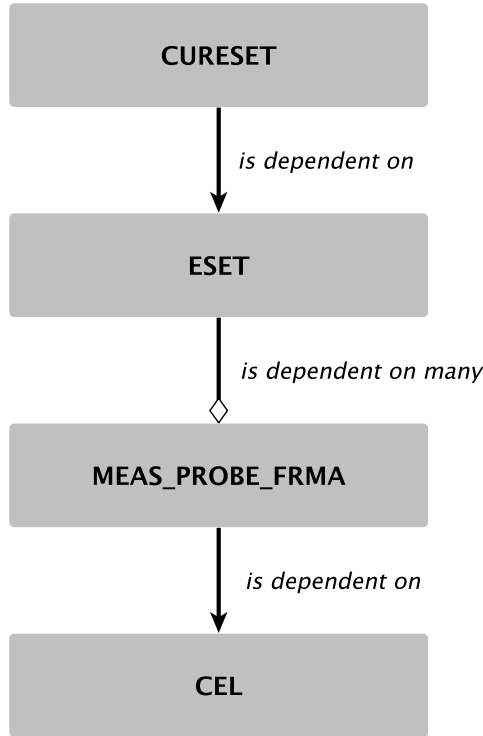 CURESET
is dependent on
ESET
is dependent on many
MEAS_PROBE_FRMA
is dependent on
CEL